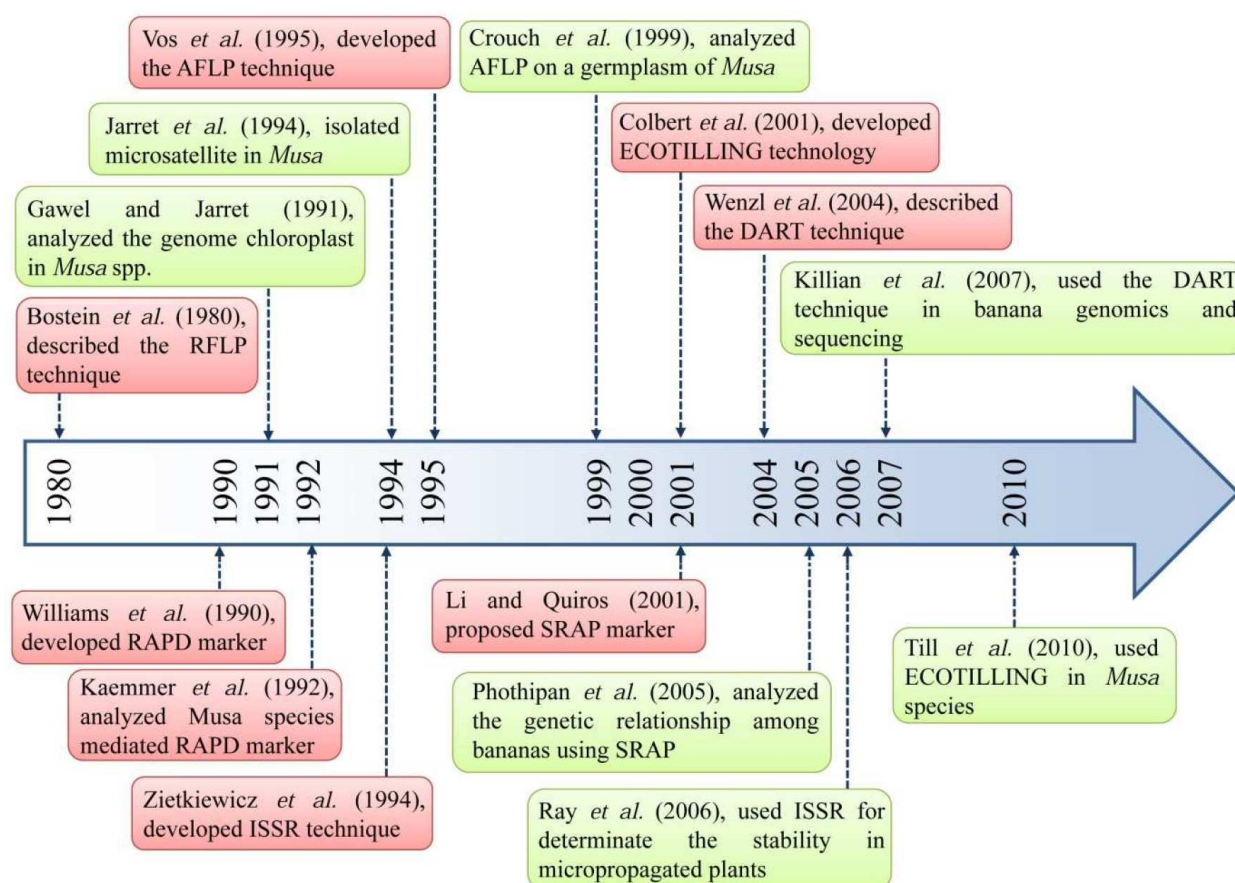 Vos et al. (1995), developed
the AFLP technique
Crouch et al. (1999), analyzed
AFLP on a germplasm of Musa
Jarret et al. (1994), isolated
microsatellite in Musa
Colbert et al. (2001), developed
ECOTILLING technology
Gawel and Jarret (1991),
analyzed the genome chloroplast
in Musa spp.
Wenzl et al. (2004), described
the DART technique
Killian et al. (2007), used the DART
technique in banana genomics and
sequencing
Bostein et al. (1980),
described the RFLP
technique
1980
1990
1991
1992
1994
1995
1999
2000
2001
2004
2005
2006
2007
2010
Williams et al. (1990),
developed RAPD marker
Li and Quiros (2001),
proposed SRAP marker
Till et al. (2010), used
ECOTILLING in Musa
species
Kaemmer et al. (1992),
analyzed Musa species
mediated RAPD marker
Phothipan et al. (2005), analyzed
the genetic relationship among
bananas using SRAP
Zietkiewicz et al. (1994),
developed ISSR technique
Ray et al. (2006), used ISSR for
determinate the stability in
micropropagated plants